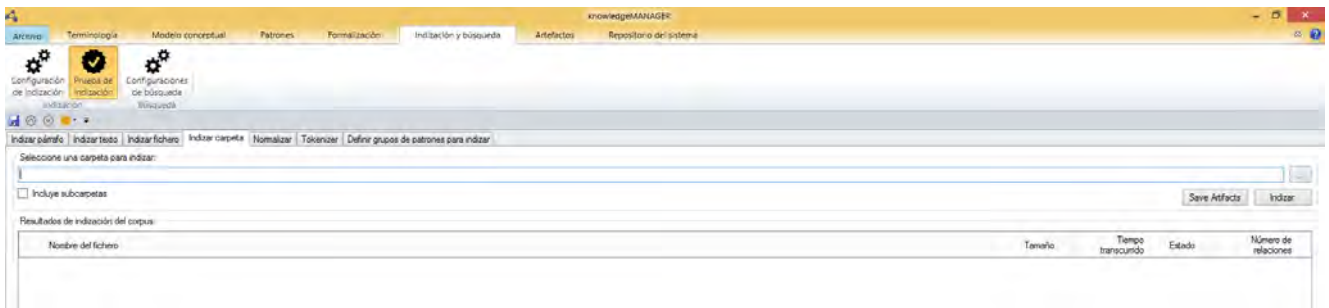 knowledgeMANAGER
Archivo Terminología Modelo conceptual Patrones Formalización Indización y búsqueda Artefactos Repositorio del sistema
Configuración de indización Prueba de indización Configuraciones de búsqueda
Indización Búsqueda
Indizar párrafo Indizar texto Indizar fichero Indizar carpeta Normalizar Tokenizer Definir grupos de patrones para indizar
Seleccione una carpeta para indizar:
...
Incluye subcarpetas
Save Artifacts Indizar
Resultados de indización del corpus:
Nombre del fichero Tamaño Tiempo transcurrido Estado Número de relaciones